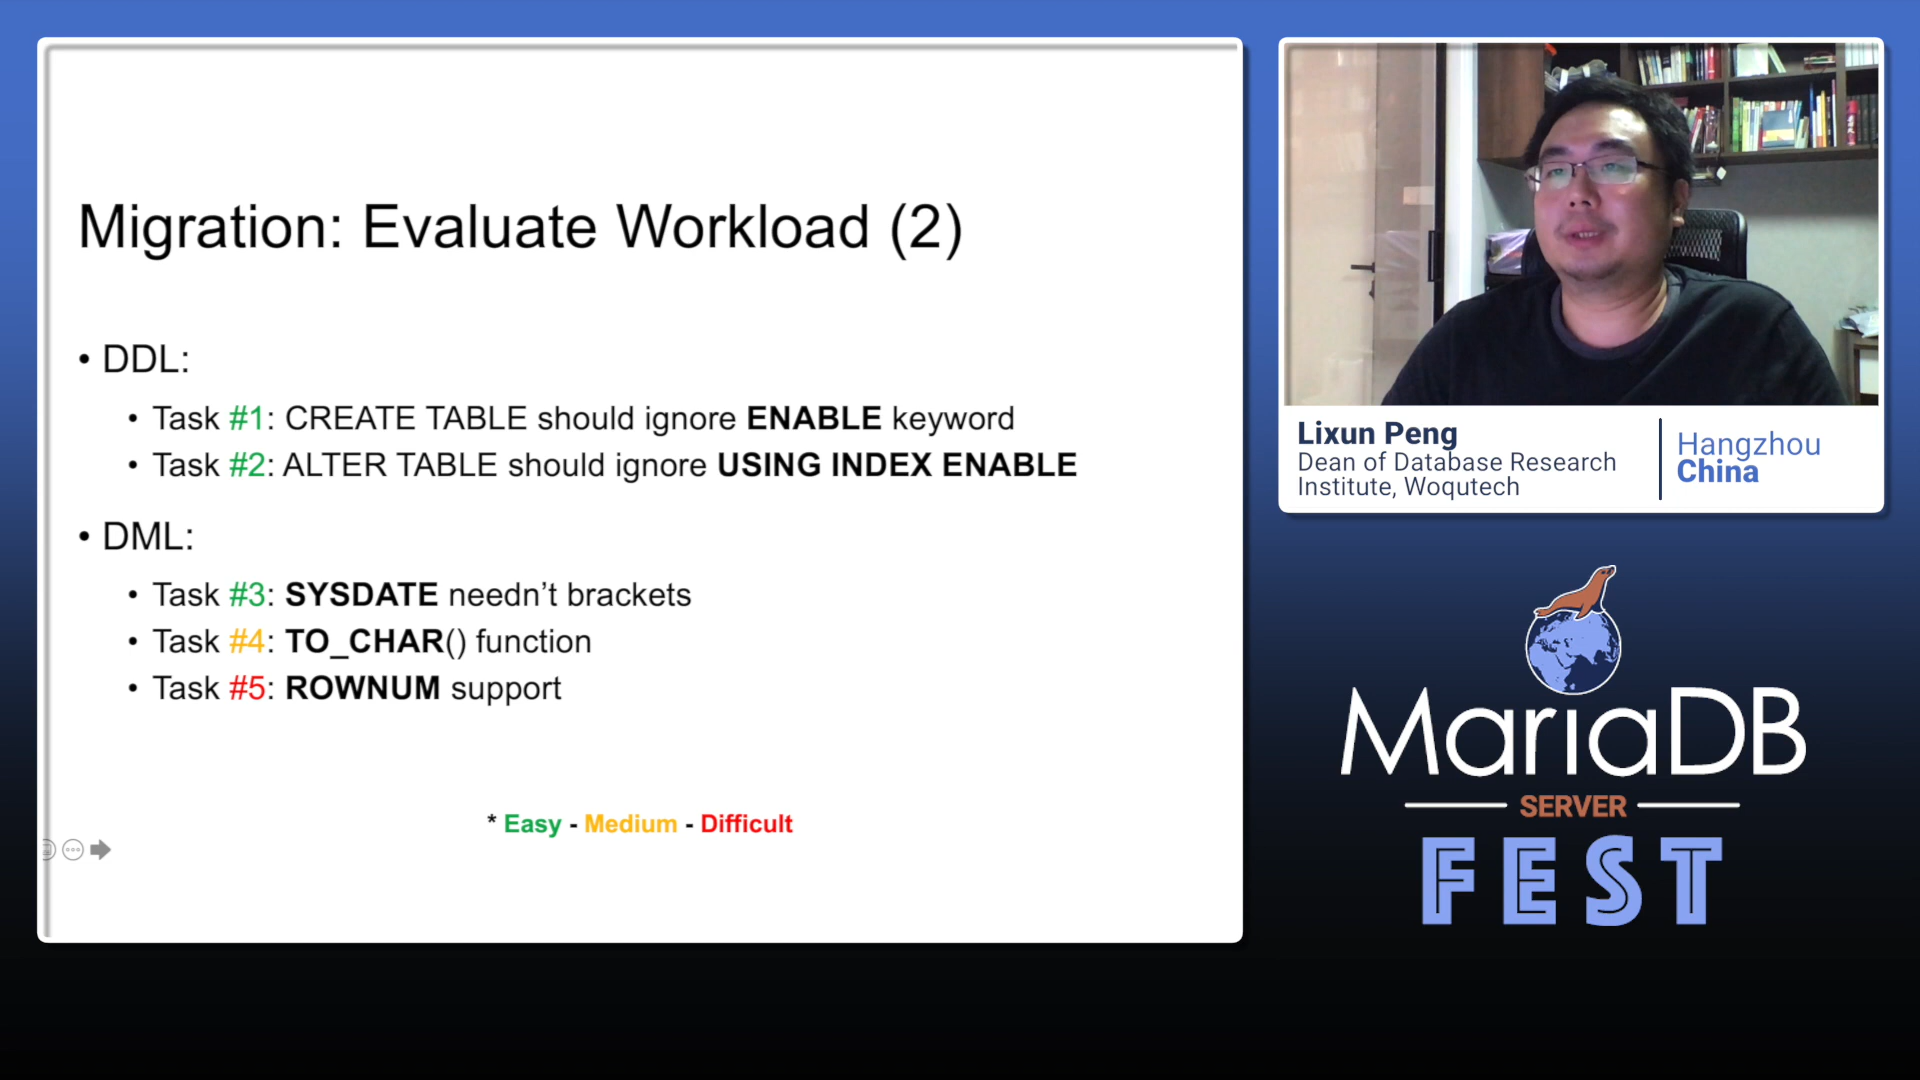 Migration: Evaluate Workload (2)
• DDL:
• Task #1: CREATE TABLE should ignore ENABLE keyword
• Task #2: ALTER TABLE should ignore USING INDEX ENABLE
• DML:
• Task #3: SYSDATE needn't brackets
• Task #4: TO_CHAR() function
• Task #5: ROWNUM support
* Easy - Medium - Difficult
Lixun Peng
Dean of Database Research
Institute, Woqutech
Hangzhou
China
MariaDB
SERVER
FEST